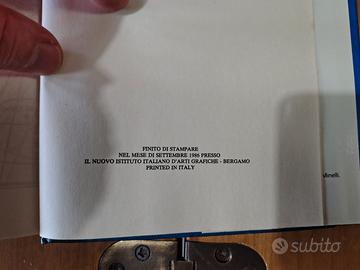 FINITO DI STAMPARE
NEL MESE DI SETTEMBRE 1986 PRESSO
IL NUOVO ISTITUTO ITALIANO D'ARTI GRAFICHE - BERGAMO
PRINTED IN ITALY
subito